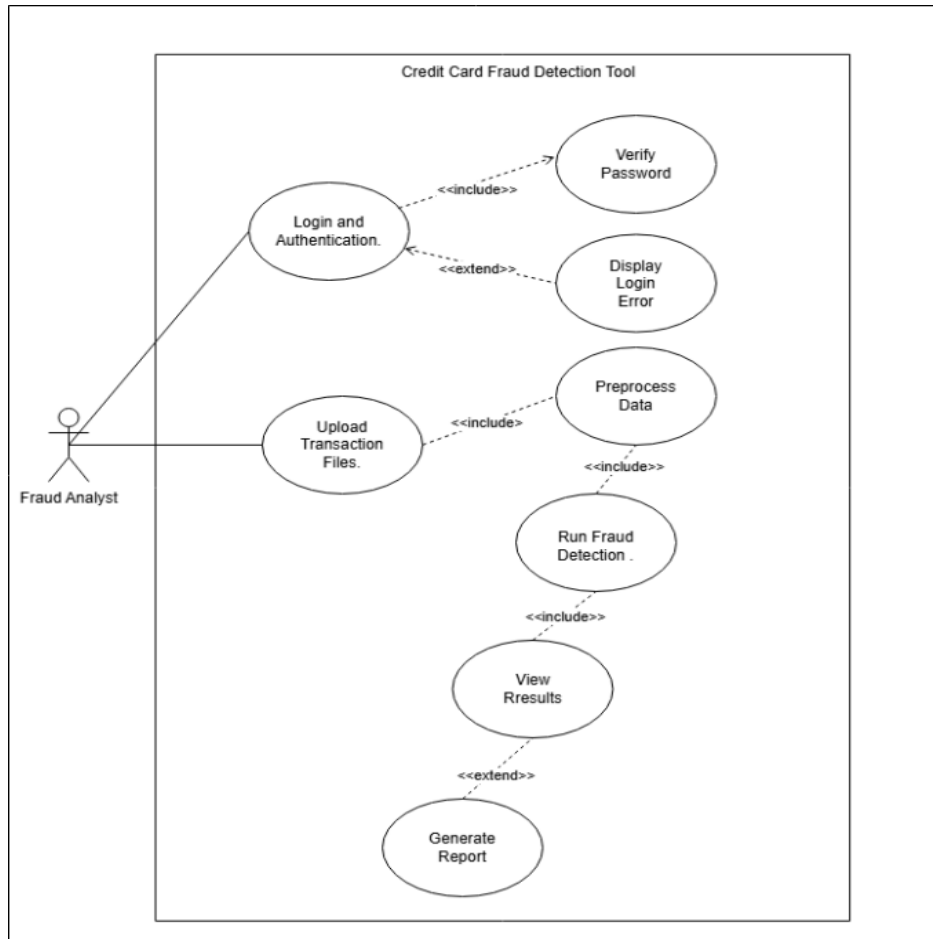 Credit Card Fraud Detection Tool
Verify
Password
<<include>>
Login and
Authentication.
<<extend>>
Display
Login
Error
Preprocess
Data
<<include>
Upload
Transaction
Files.
<<include>>
Fraud Analyst
Run Fraud
Detection .
<<include>>
View
Rresults
<<extend>>
Generate
Report